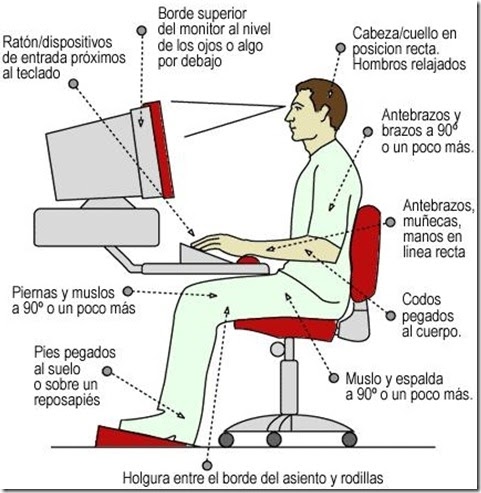 Borde superior
del monitor al nivel
de los ojos o algo
por debajo
Ratón/dispositivos
de entrada próximos
al teclado
Cabeza/cuello en
posicion recta.
Hombros relajados
Antebrazos y
brazos a 90º
o un poco más.
Antebrazos,
muñecas,
manos en
línea recta
Codos
pegados
al cuerpo.
Muslo y espalda
a 90º o un poco más.
Piernas y muslos
a 90º o un poco más
Pies pegados
al suelo
o sobre un
reposapiés
Holgura entre el borde del asiento y rodillas